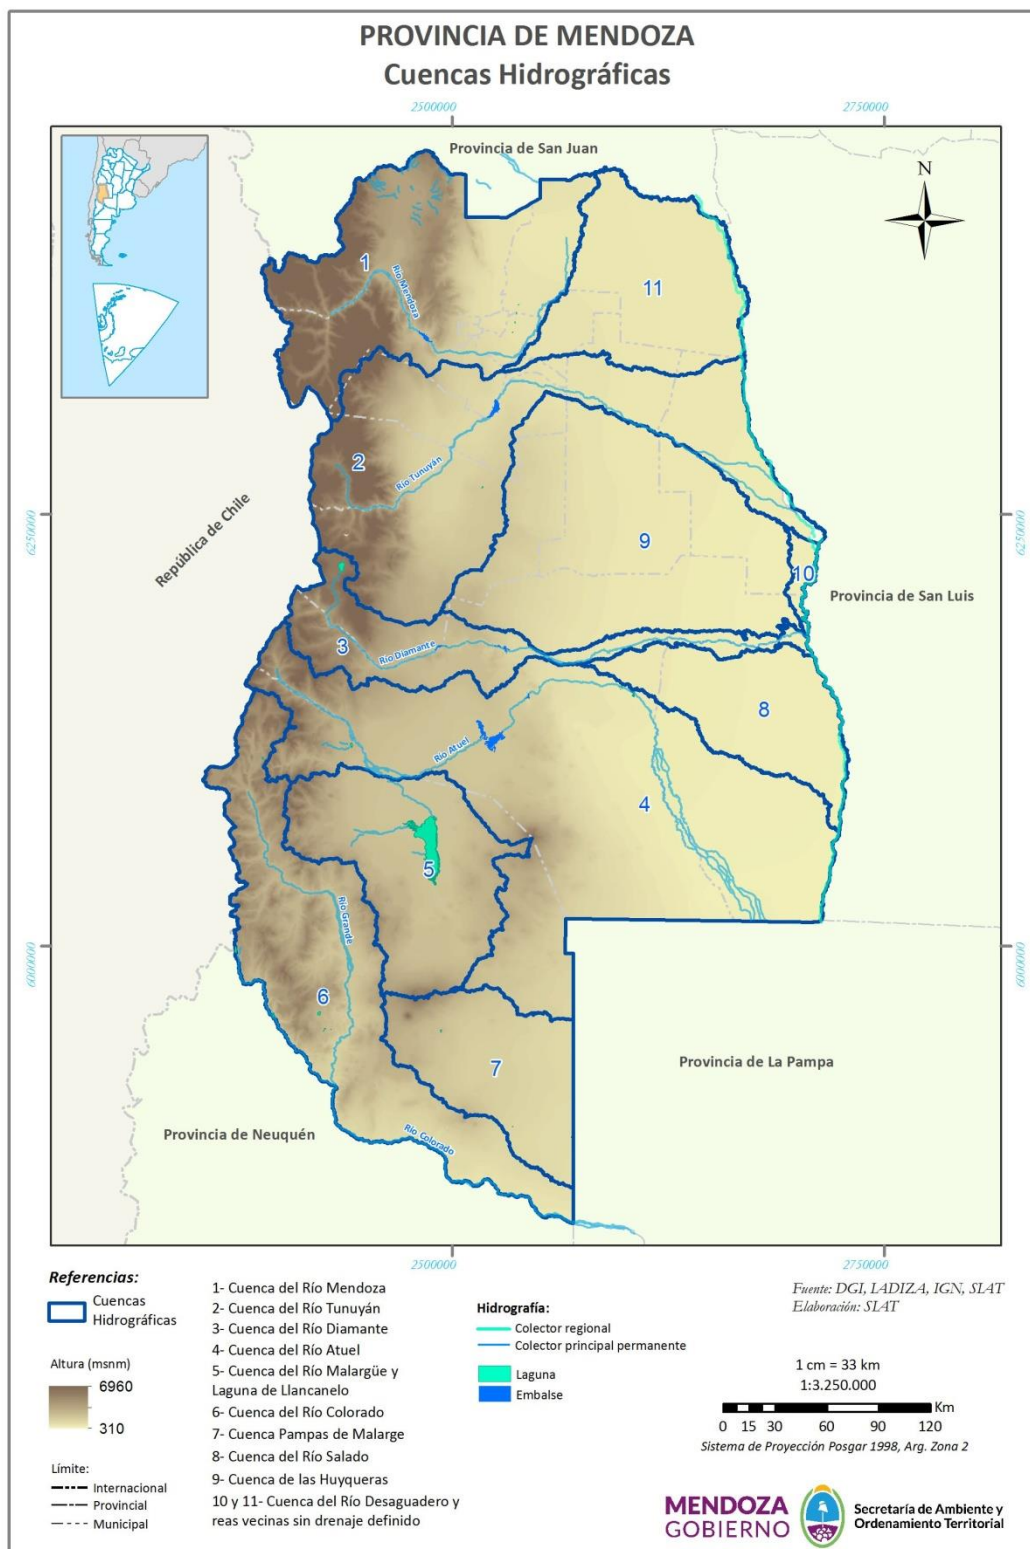 PROVINCIA DE MENDOZA
Cuencas Hidrográficas
2500000
2750000
Provincia de San Juan
N
1
Río Mendoza
11
2
Río Tunuyán
6250000
6250000
República de Chile
9
10
Provincia de San Luis
3
Río Diamante
8
Río Atuel
4
5
Río Grande
6000000
6000000
6
7
Provincia de La Pampa
Provincia de Neuquén
Río Colorado
2500000
2750000
Referencias:
Cuencas
Hidrográficas
Altura (msnm)
6960
310
Límite:
Internacional
Provincial
Municipal
1- Cuenca del Río Mendoza
2- Cuenca del Río Tunuyán
3- Cuenca del Río Diamante
4- Cuenca del Río Atuel
5- Cuenca del Río Malargüe y
Laguna de Llancanelo
6- Cuenca del Río Colorado
7- Cuenca Pampas de Malarge
8- Cuenca del Río Salado
9- Cuenca de las Huyqueras
10 y 11- Cuenca del Río Desaguadero y
reas vecinas sin drenaje definido
Hidrografía:
Colector regional
Colector principal permanente
Laguna
Embalse
Fuente: DGI, LADIZA, IGN, SLAT
Elaboración: SLAT
1 cm = 33 km
1:3.250.000
Km
0 15 30 60 90 120
Sistema de Proyección Posgar 1998, Arg. Zona 2
MENDOZA
GOBIERNO
Secretaría de Ambiente y
Ordenamiento Territorial